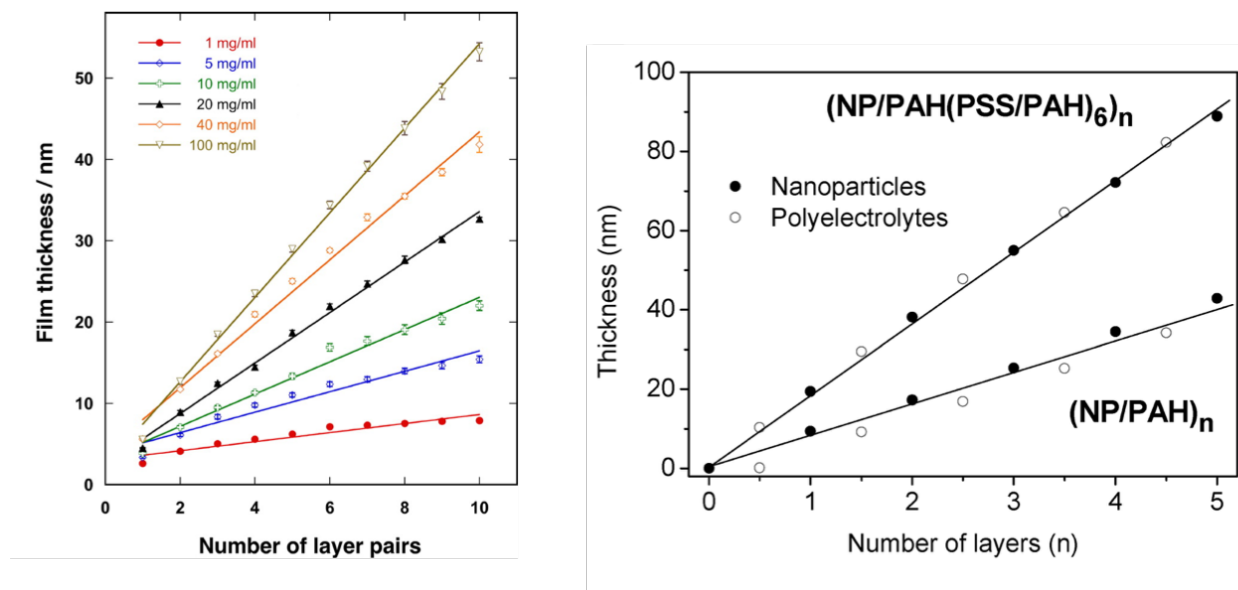 1 mg/ml
5 mg/ml
10 mg/ml
20 mg/ml
40 mg/ml
100 mg/ml
50
40
30
20
10
0
Film thickness / nm
0 2 4 6 8 10
Number of layer pairs
(NP/PAH(PSS/PAH)6)n
Nanoparticles
Polyelectrolytes
(NP/PAH)n
100
80
60
40
20
0
Thickness (nm)
0 1 2 3 4 5
Number of layers (n)